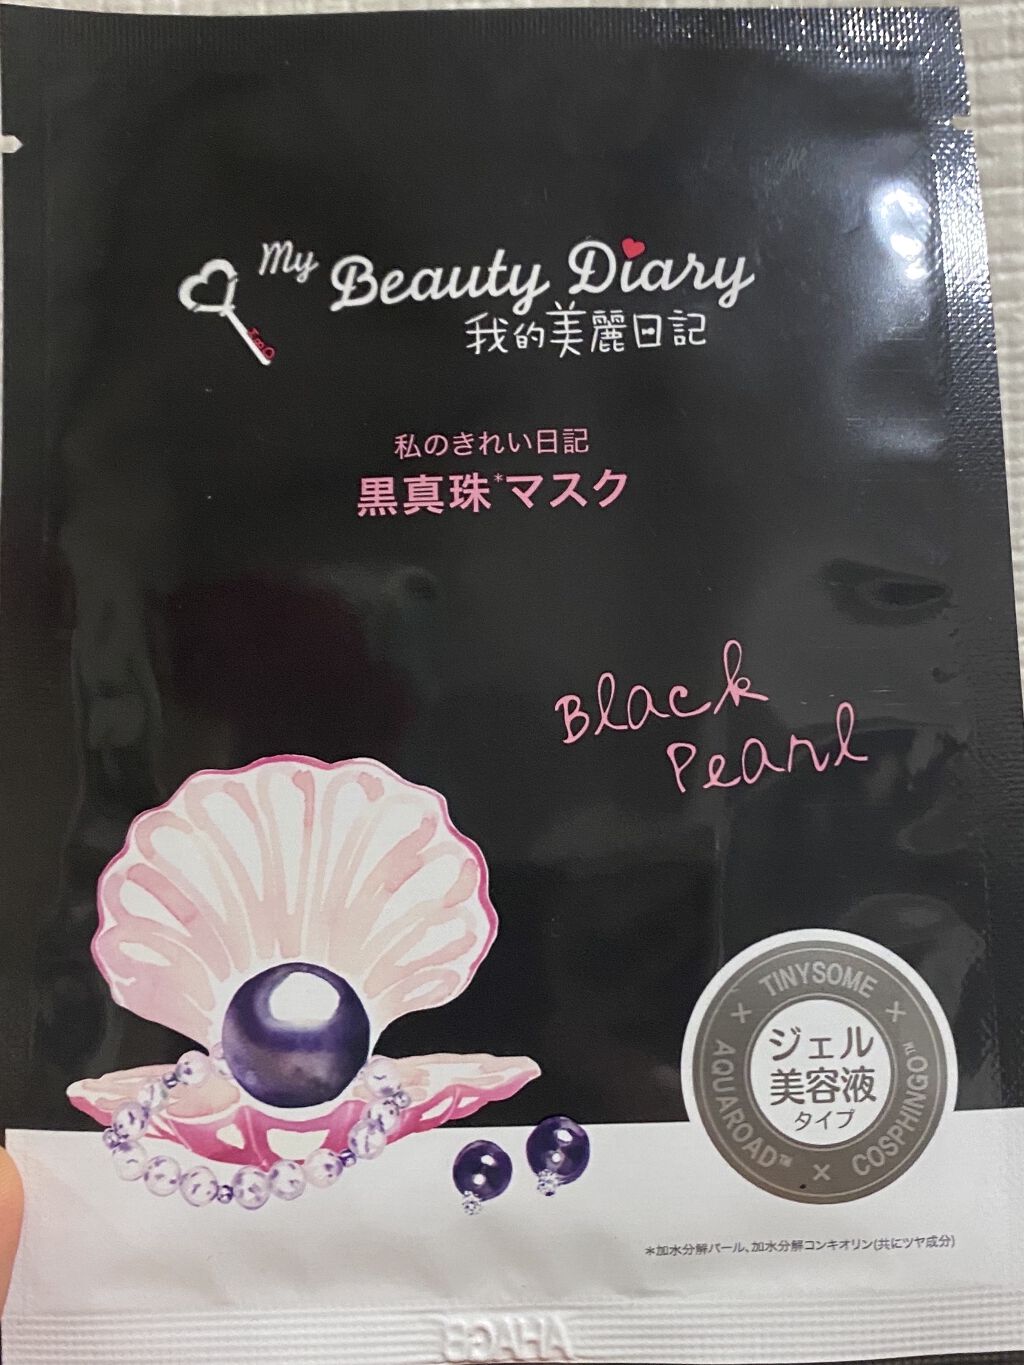 My Beauty Diary
我的美麗日記
私のきれい日記
黒真珠*マスク
Black
Pearl
TINYSOME
×
AQUAROAD™
×
COSPHINGO™
×
ジェル
美容液
タイプ
*加水分解パール、加水分解コンキオリン(共にツヤ成分)